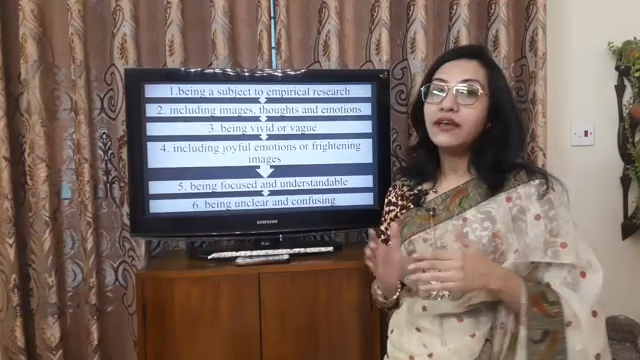 1.being a subject to empirical research
2. including images, thoughts and emotions
3. being vivid or vague
4. including joyful emotions or frightening
images
5. being focused and understandable
6. being unclear and confusing
SAMSUNG